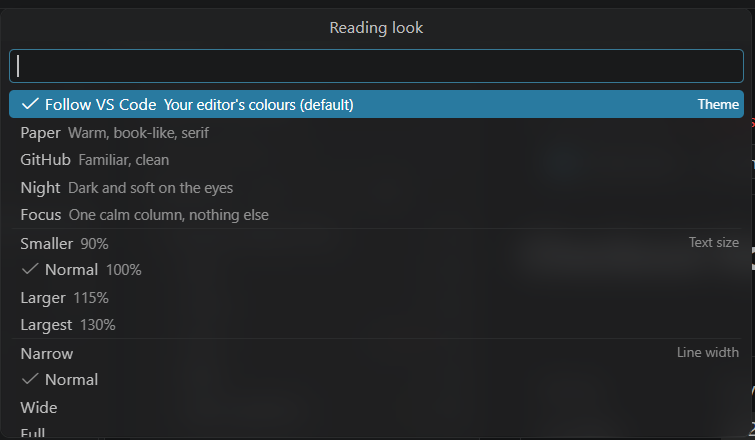 Reading look
Follow VS Code Your editor's colours (default) Theme
Paper Warm, book-like, serif
GitHub Familiar, clean
Night Dark and soft on the eyes
Focus One calm column, nothing else
Smaller 90% Text size
Normal 100%
Larger 115%
Largest 130%
Narrow Line width
Normal
Wide
Full